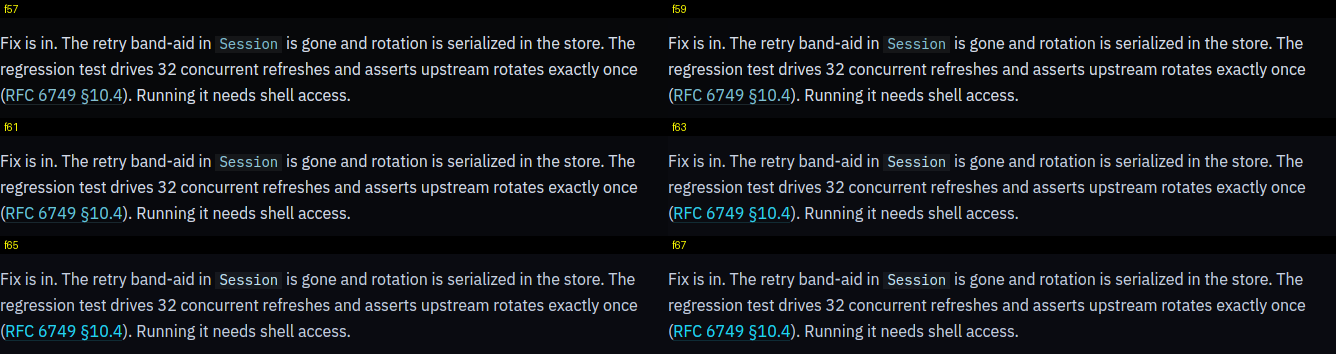 f57
Fix is in. The retry band-aid in Session is gone and rotation is serialized in the store. The
regression test drives 32 concurrent refreshes and asserts upstream rotates exactly once
(RFC 6749 §10.4). Running it needs shell access.
f59
Fix is in. The retry band-aid in Session is gone and rotation is serialized in the store. The
regression test drives 32 concurrent refreshes and asserts upstream rotates exactly once
(RFC 6749 §10.4). Running it needs shell access.
f61
Fix is in. The retry band-aid in Session is gone and rotation is serialized in the store. The
regression test drives 32 concurrent refreshes and asserts upstream rotates exactly once
(RFC 6749 §10.4). Running it needs shell access.
f63
Fix is in. The retry band-aid in Session is gone and rotation is serialized in the store. The
regression test drives 32 concurrent refreshes and asserts upstream rotates exactly once
(RFC 6749 §10.4). Running it needs shell access.
f65
Fix is in. The retry band-aid in Session is gone and rotation is serialized in the store. The
regression test drives 32 concurrent refreshes and asserts upstream rotates exactly once
(RFC 6749 §10.4). Running it needs shell access.
f67
Fix is in. The retry band-aid in Session is gone and rotation is serialized in the store. The
regression test drives 32 concurrent refreshes and asserts upstream rotates exactly once
(RFC 6749 §10.4). Running it needs shell access.